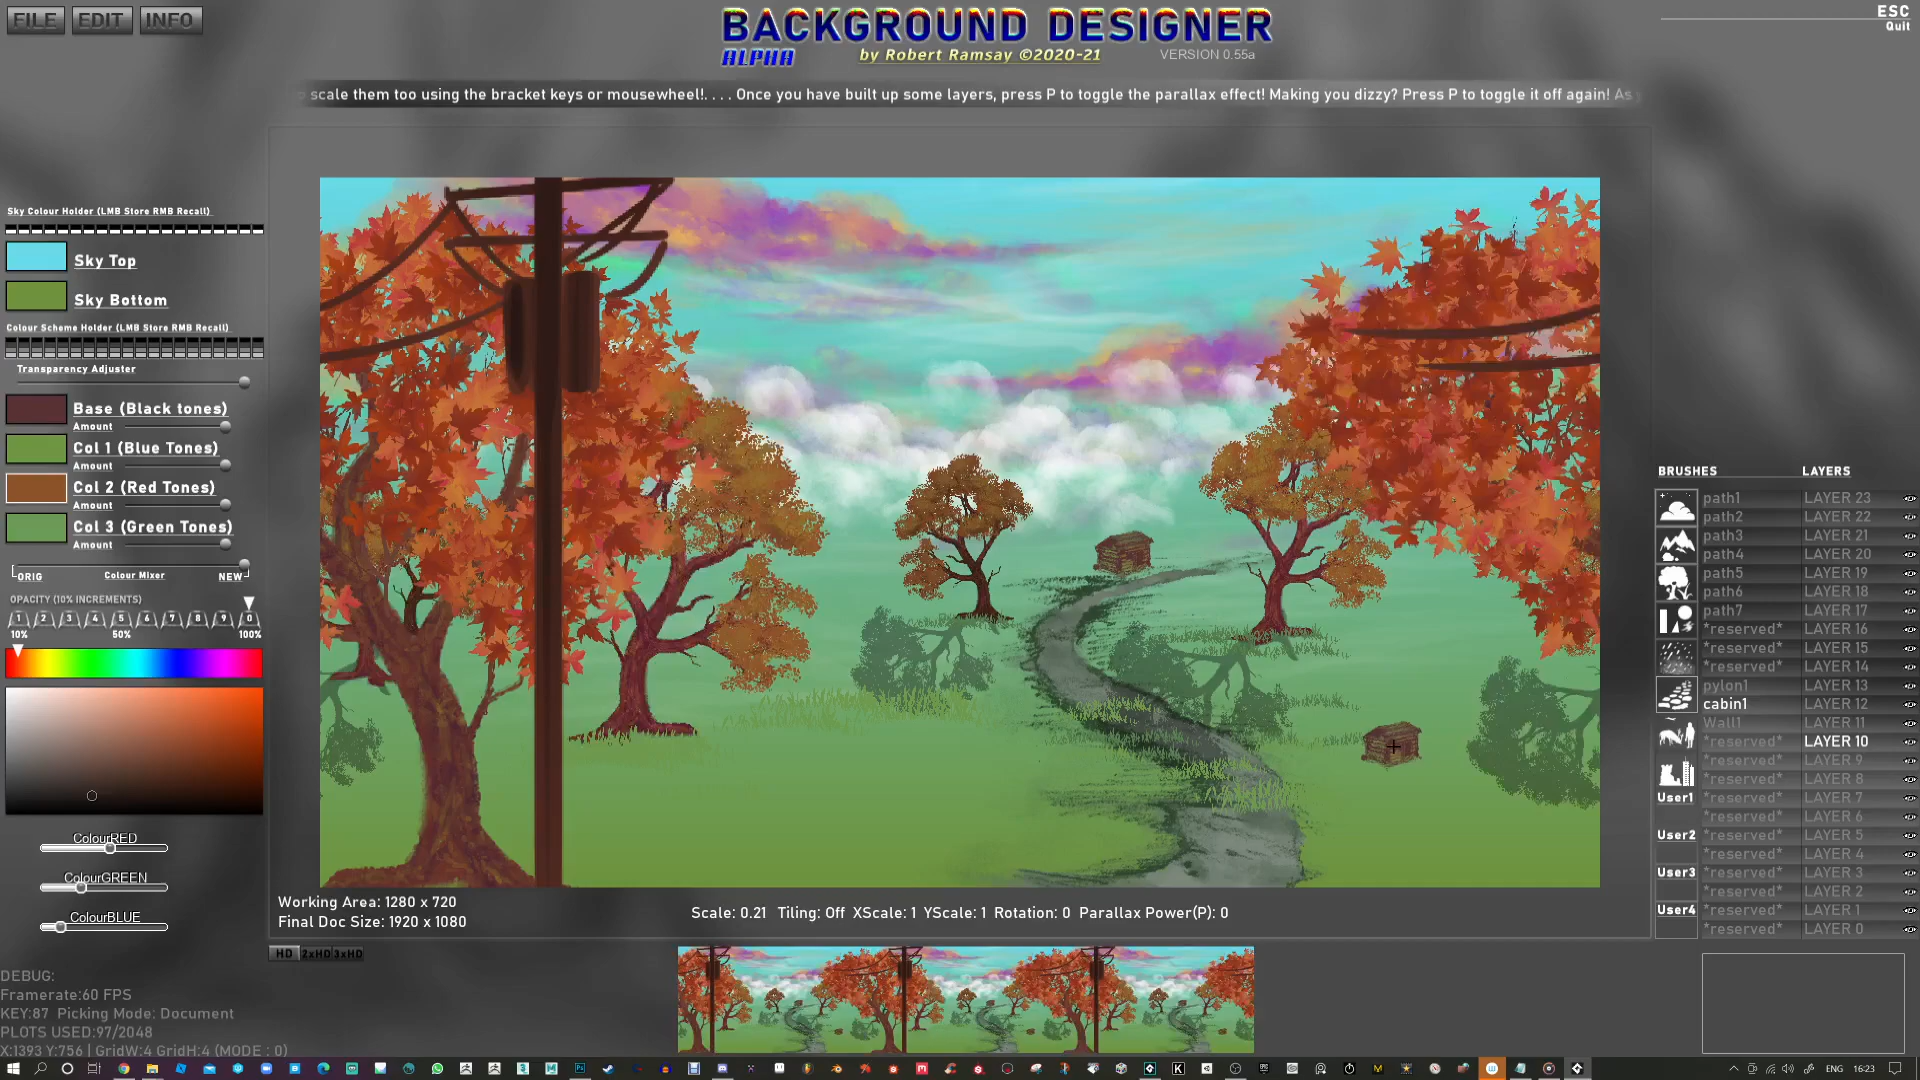 FILE EDIT INFO
BACKGROUND DESIGNER
ALPHA by Robert Ramsay ©2020-21 VERSION 0.55a
ESC
Quit
scale them too using the bracket keys or mousewheel!. . . . Once you have built up some layers, press P to toggle the parallax effect! Making you dizzy? Press P to toggle it off again! As
Sky Colour Holder (LMB Store RMB Recall)
Sky Top
Sky Bottom
Colour Scheme Holder (LMB Store RMB Recall)
Transparency Adjuster
Base (Black tones)
Amount
Col 1 (Blue Tones)
Amount
Col 2 (Red Tones)
Amount
Col 3 (Green Tones)
Amount
ORIG Colour Mixer NEW
OPACITY (10% INCREMENTS)
1 2 3 4 5 6 7 8 9 0
10% 50% 100%
ColourRED
ColourGREEN
ColourBLUE
Working Area: 1280 x 720
Final Doc Size: 1920 x 1080
Scale: 0.21 Tiling: Off XScale: 1 YScale: 1 Rotation: 0 Parallax Power(P): 0
HD 2xHD 3xHD
DEBUG:
Framerate:60 FPS
KEY:87 Picking Mode: Document
PLOTS USED:97/2048
X:1393 Y:756 | GridW:4 GridH:4 (MODE : 0)
BRUSHES LAYERS
path1 LAYER 23
path2 LAYER 22
path3 LAYER 21
path4 LAYER 20
path5 LAYER 19
path6 LAYER 18
path7 LAYER 17
*reserved* LAYER 16
*reserved* LAYER 15
*reserved* LAYER 14
pylon1 LAYER 13
cabin1 LAYER 12
Wall1 LAYER 11
*reserved* LAYER 10
*reserved* LAYER 9
*reserved* LAYER 8
User1 *reserved* LAYER 7
*reserved* LAYER 6
User2 *reserved* LAYER 5
*reserved* LAYER 4
User3 *reserved* LAYER 3
*reserved* LAYER 2
User4 *reserved* LAYER 1
*reserved* LAYER 0
ENG 16:23